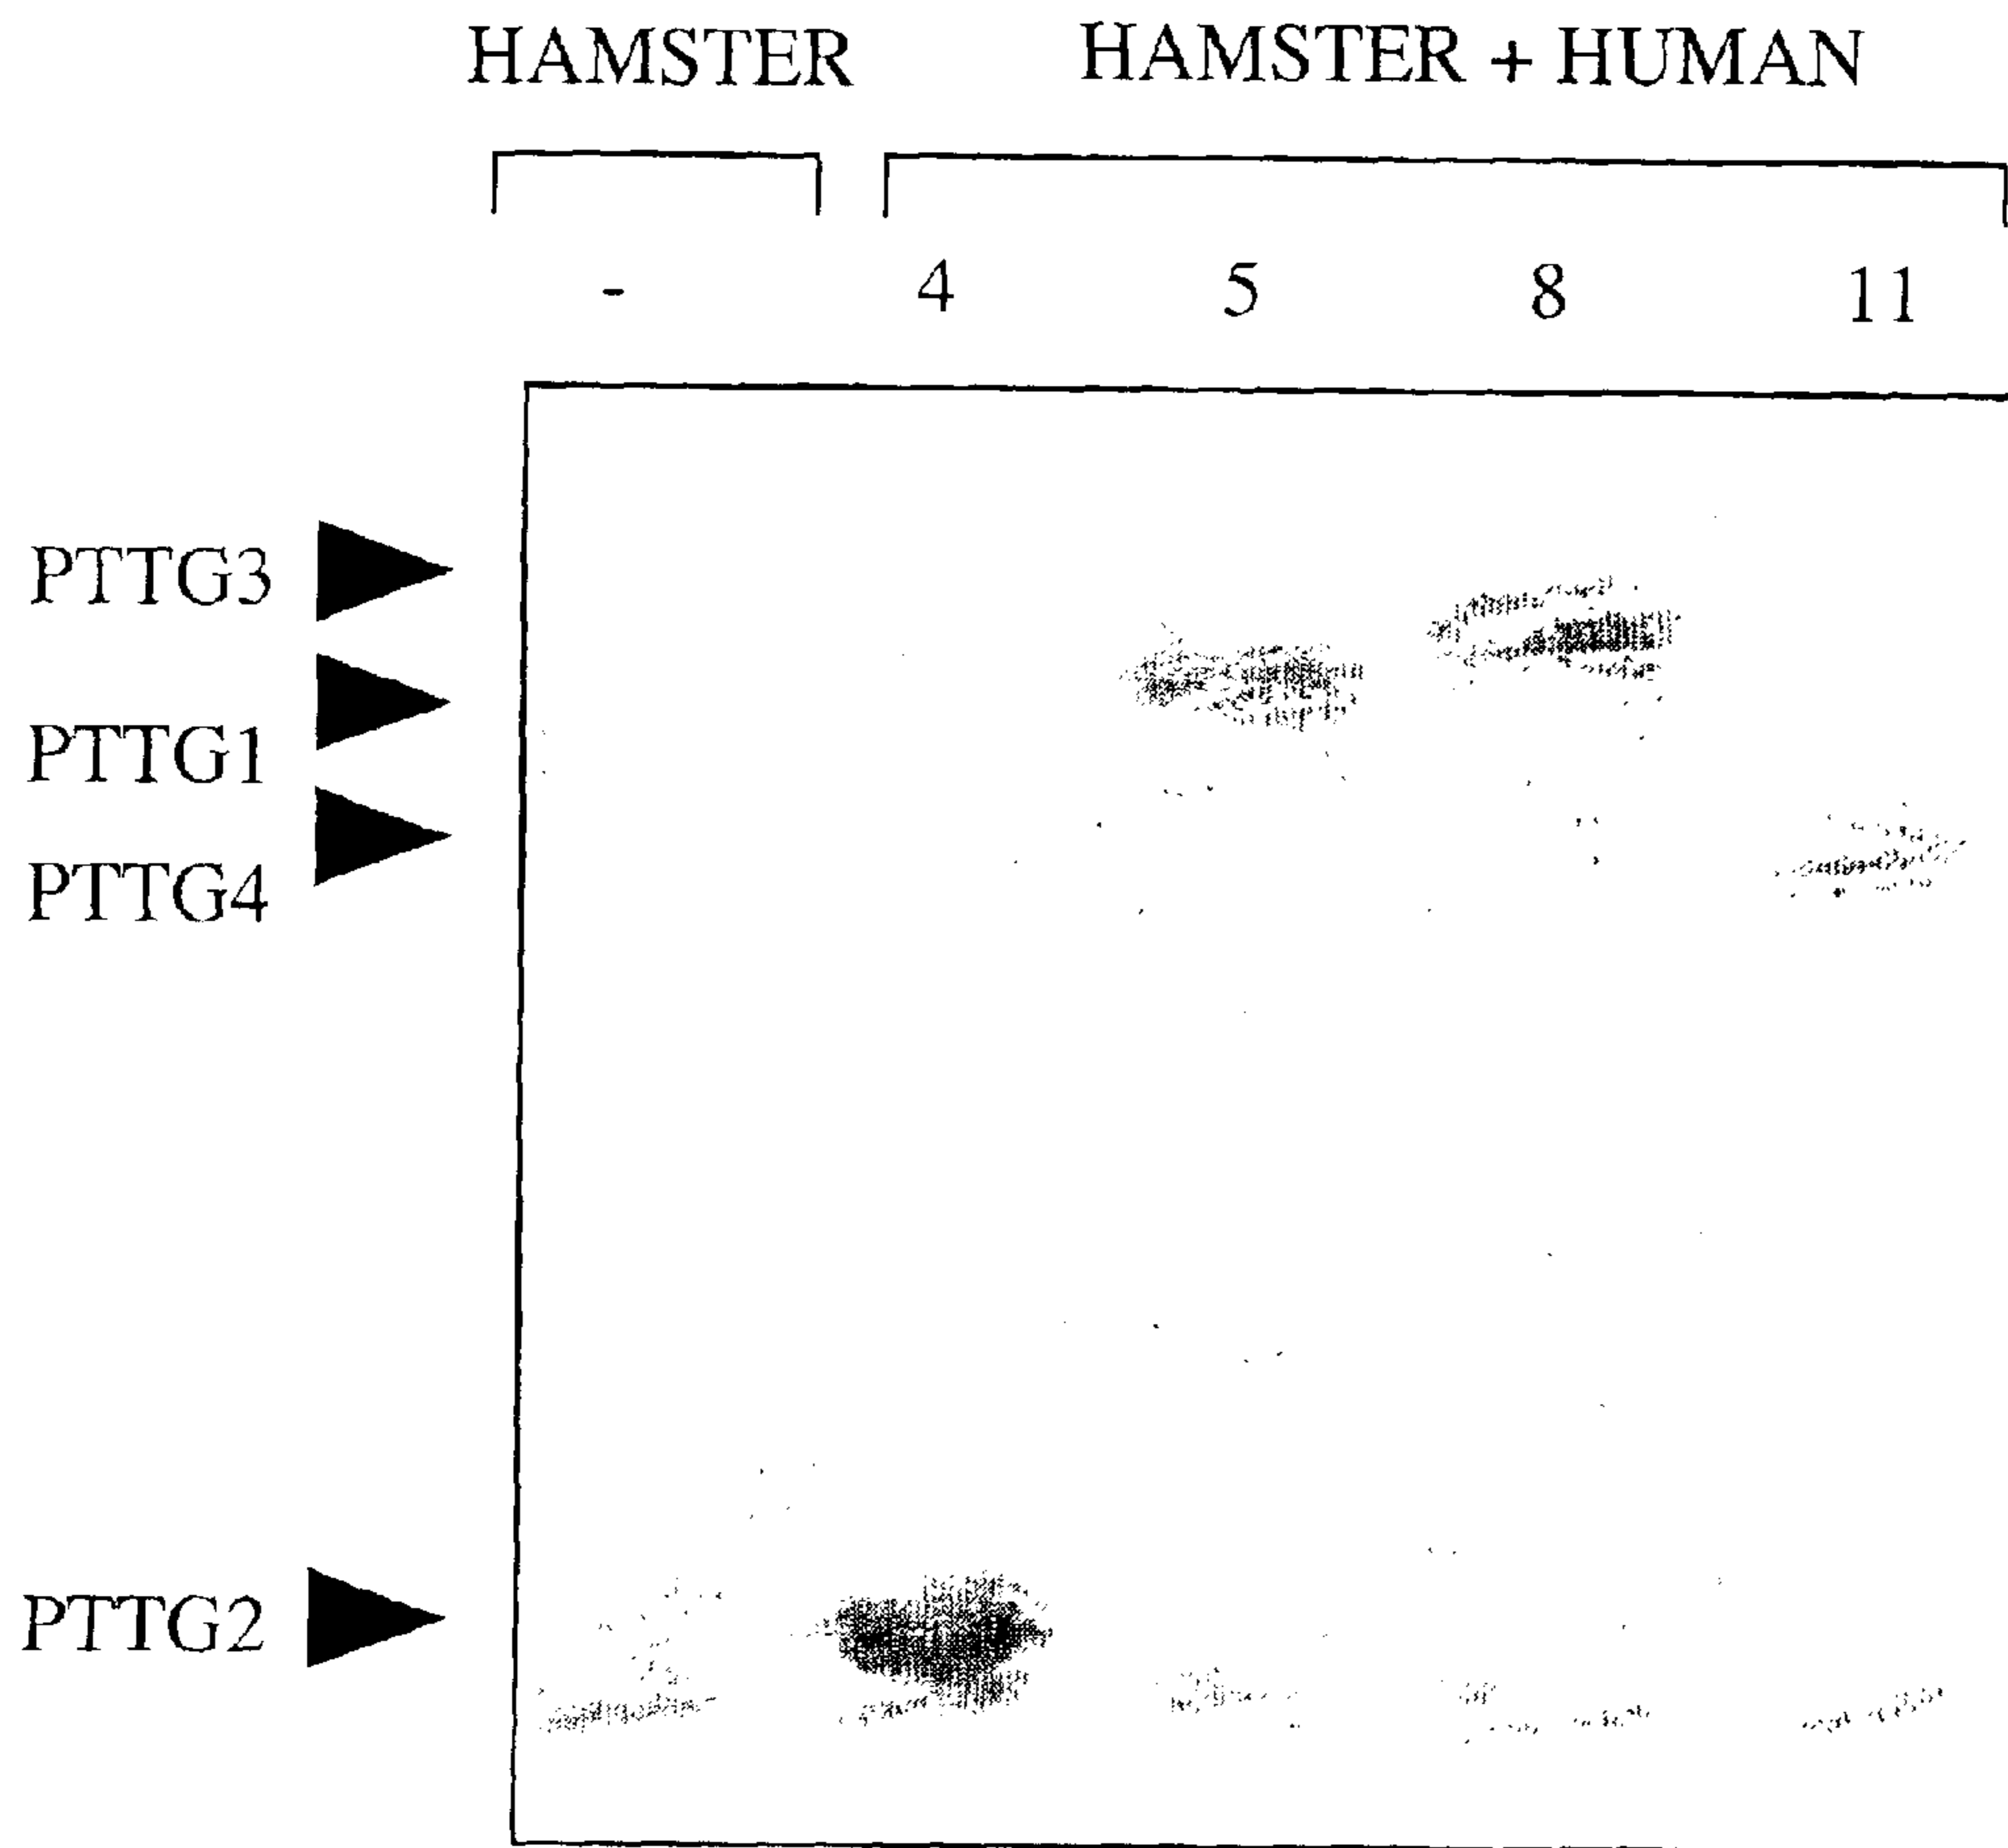 HAMSTER HAMSTER + HUMAN
- 4 5 8 11
PTTG3
PTTG1
PTTG4
PTTG2